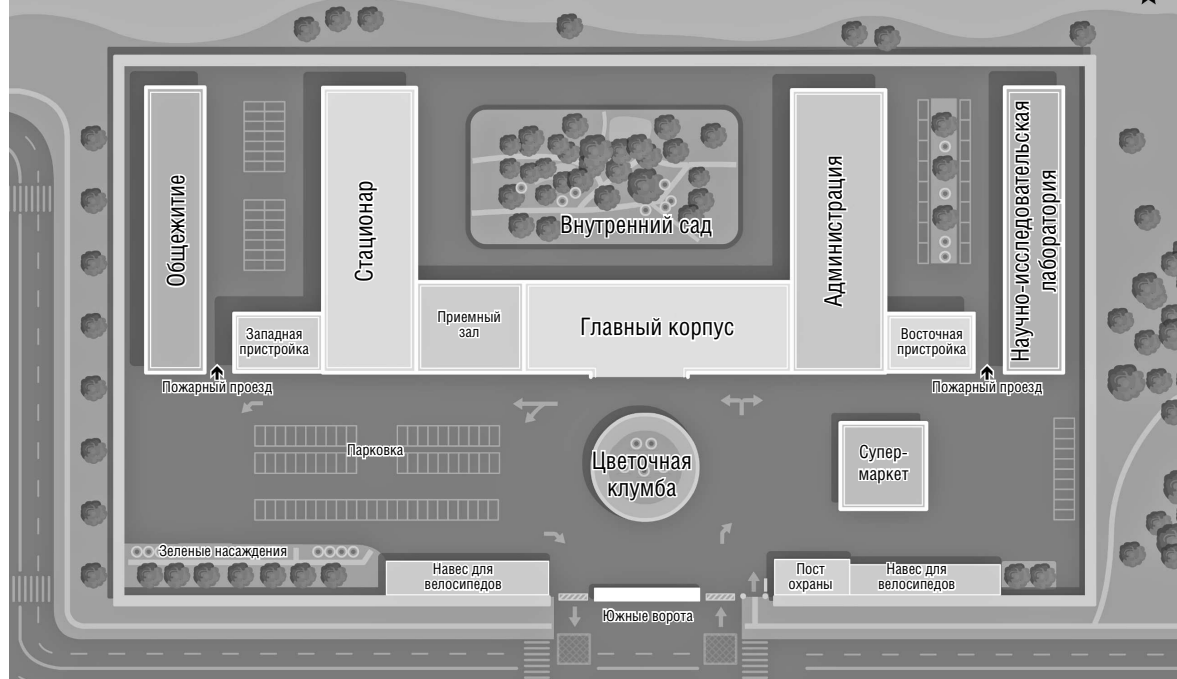 Общежитие
Стационар
Внутренний сад
Администрация
Научно-исследовательская
лаборатория
Западная
пристройка
Приемный
зал
Главный корпус
Восточная
пристройка
Пожарный проезд
Пожарный проезд
Парковка
Цветочная
клумба
Супер-
маркет
Зеленые насаждения
Навес для
велосипедов
Пост
охраны
Навес для
велосипедов
Южные ворота